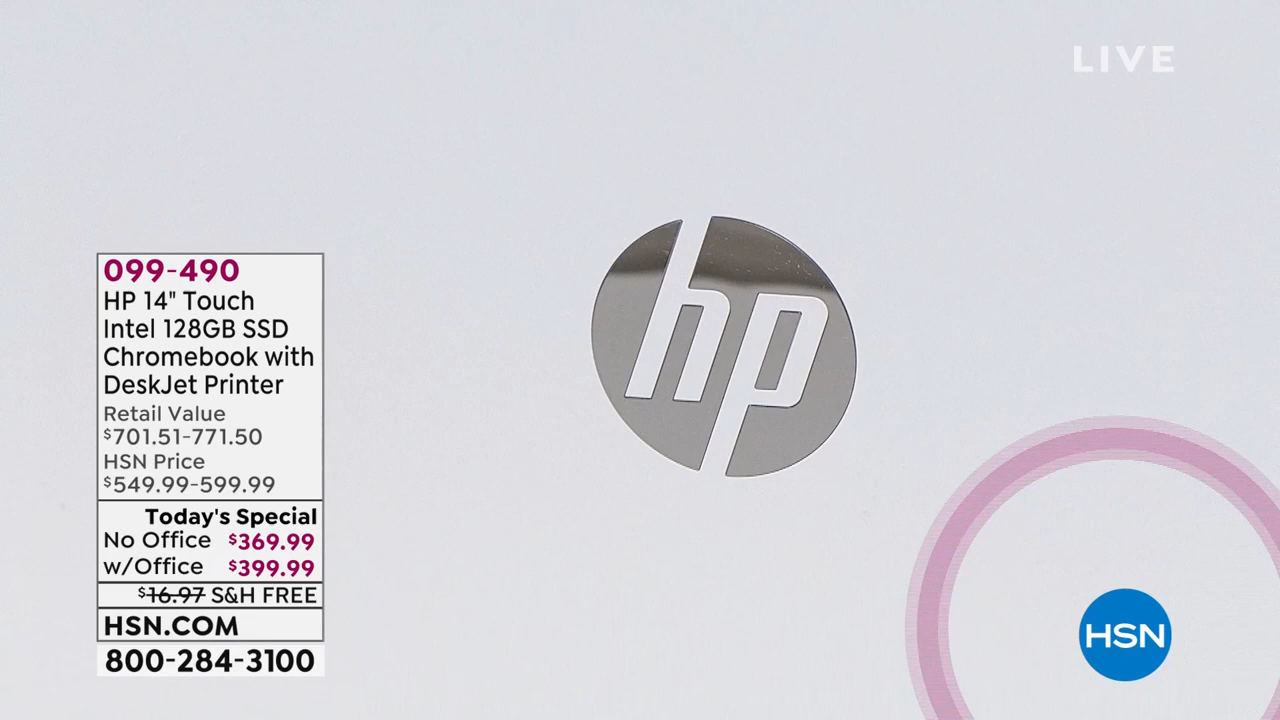 LIVE
hp
099-490
HP 14" Touch
Intel 128GB SSD
Chromebook with
DeskJet Printer
Retail Value
$701.51-771.50
HSN Price
$549.99-599.99
Today's Special
No Office $369.99
w/Office $399.99
$16.97 S&H FREE
HSN.COM
800-284-3100
HSN